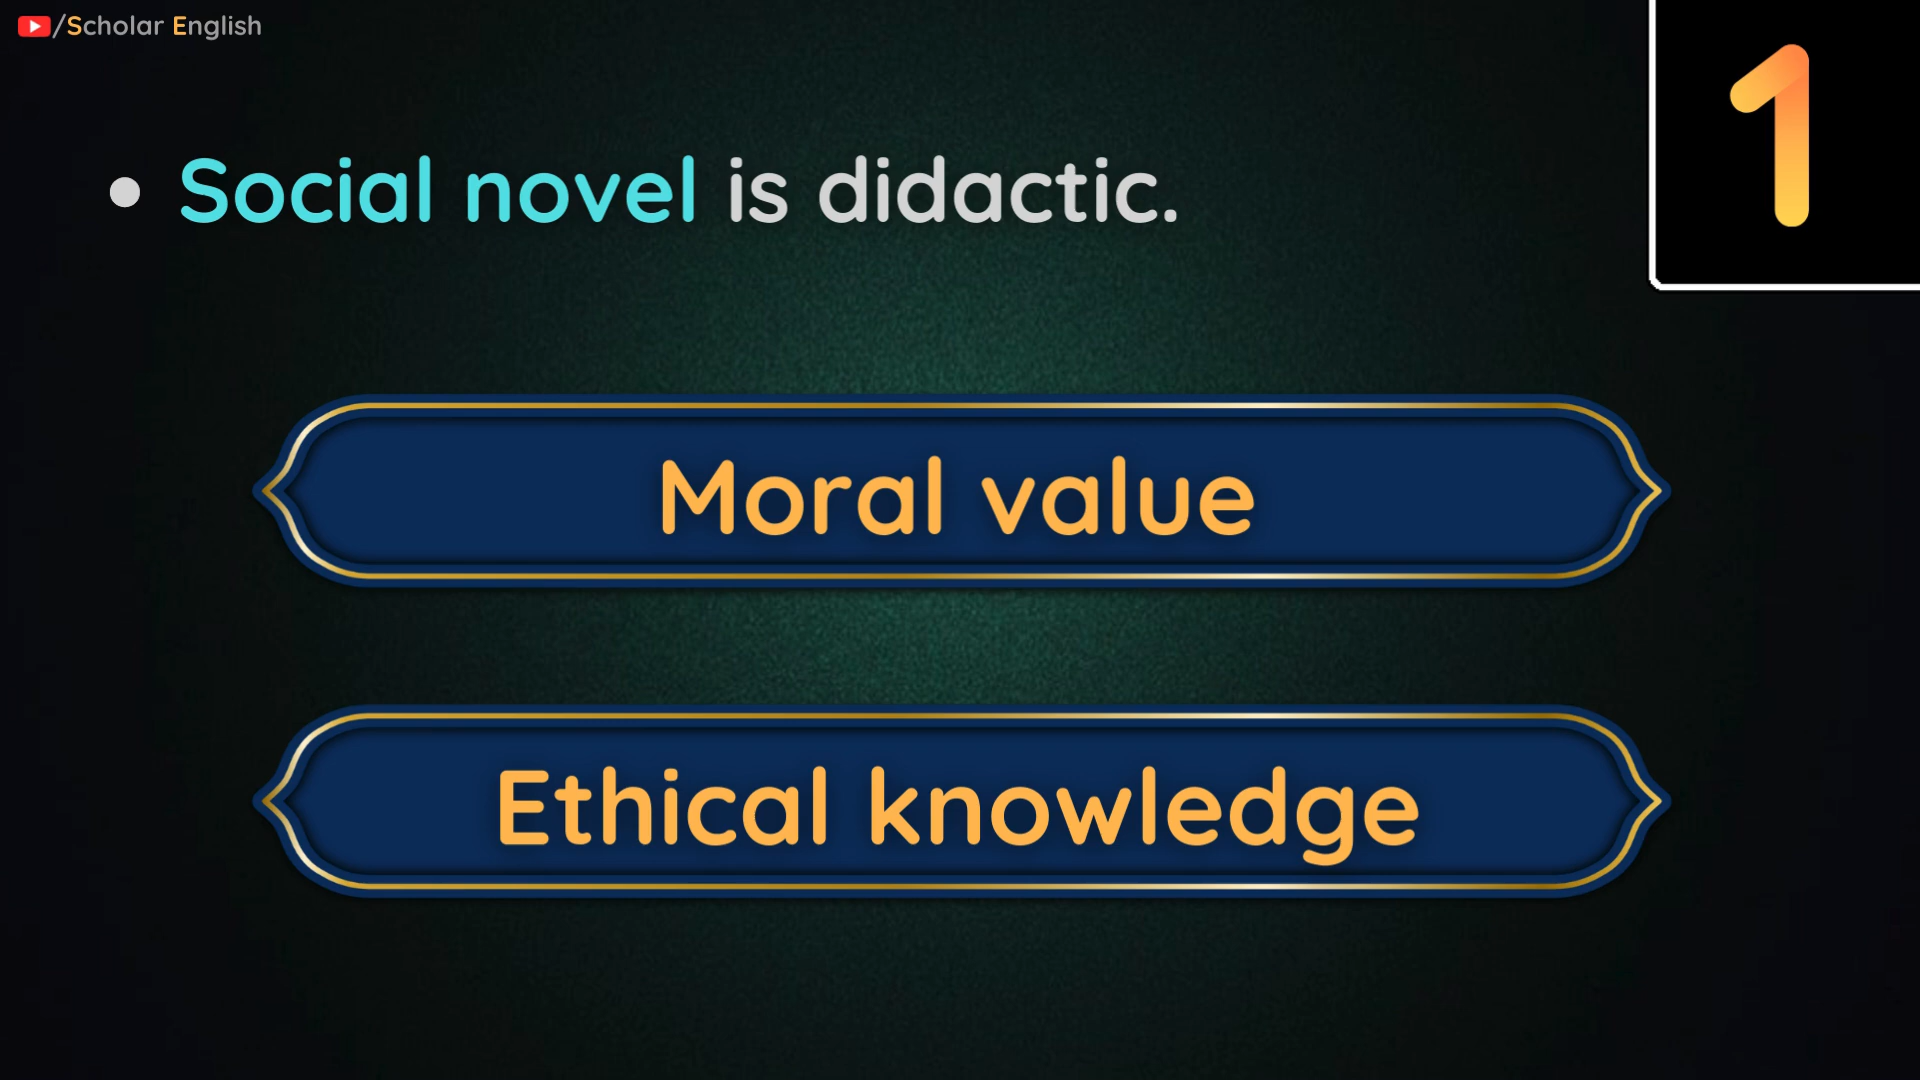 /Scholar English
1
Social novel is didactic.
Moral value
Ethical knowledge